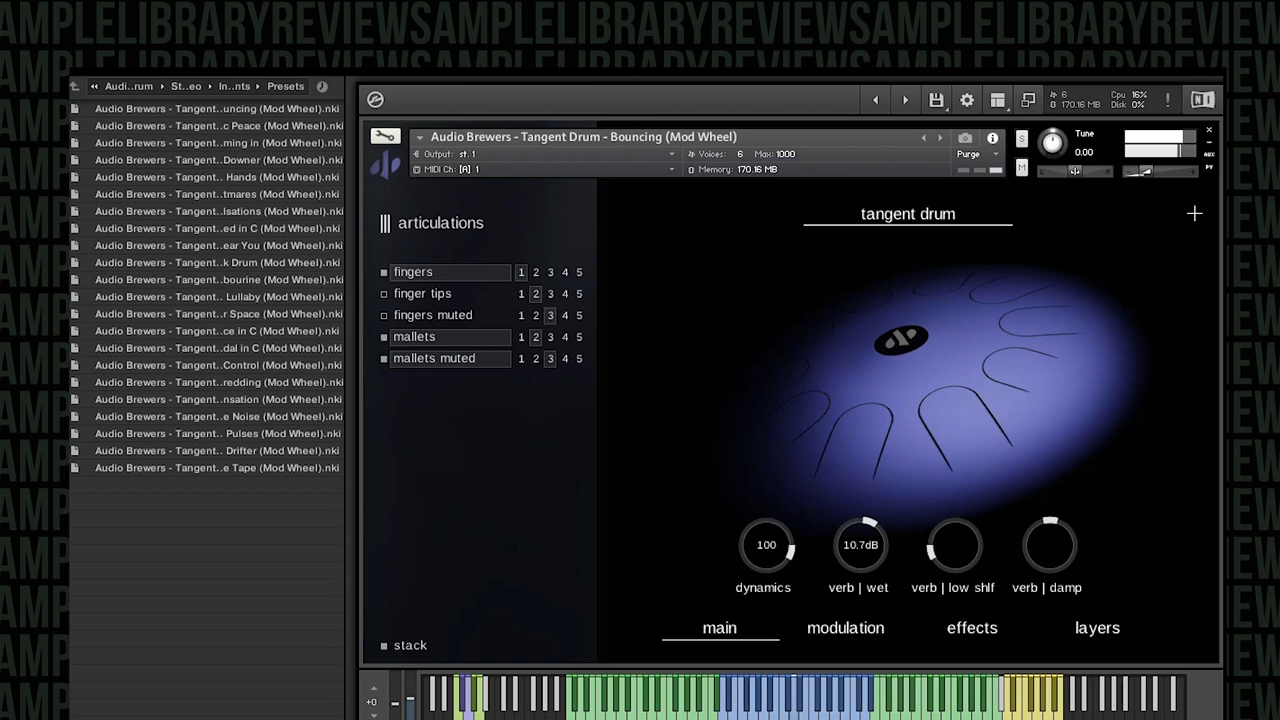 AMPLELIBRARYREVIEWSAMPLELIBRARYREVIEWSAMPLELIBRARYREVIEW
Audi..rum St..eo In..nts Presets
Audio Brewers - Tangent...uncing (Mod Wheel).nki
Audio Brewers - Tangent...c Peace (Mod Wheel).nki
Audio Brewers - Tangent...ming in (Mod Wheel).nki
Audio Brewers - Tangent...Downer (Mod Wheel).nki
Audio Brewers - Tangent.. Hands (Mod Wheel).nki
Audio Brewers - Tangent...tmares (Mod Wheel).nki
Audio Brewers - Tangent...lsations (Mod Wheel).nki
Audio Brewers - Tangent...ed in C (Mod Wheel).nki
Audio Brewers - Tangent...ear You (Mod Wheel).nki
Audio Brewers - Tangent...k Drum (Mod Wheel).nki
Audio Brewers - Tangent...bourine (Mod Wheel).nki
Audio Brewers - Tangent.. Lullaby (Mod Wheel).nki
Audio Brewers - Tangent...r Space (Mod Wheel).nki
Audio Brewers - Tangent...ce in C (Mod Wheel).nki
Audio Brewers - Tangent...dal in C (Mod Wheel).nki
Audio Brewers - Tangent...Control (Mod Wheel).nki
Audio Brewers - Tangent...redding (Mod Wheel).nki
Audio Brewers - Tangent...nsation (Mod Wheel).nki
Audio Brewers - Tangent...e Noise (Mod Wheel).nki
Audio Brewers - Tangent.. Pulses (Mod Wheel).nki
Audio Brewers - Tangent.. Drifter (Mod Wheel).nki
Audio Brewers - Tangent...e Tape (Mod Wheel).nki
6 Cpu 16%
170.16 MB Disk 0%
! NI
Audio Brewers - Tangent Drum - Bouncing (Mod Wheel)
Output: st.1 Voices: 6 Max: 1000 Purge
MIDI Ch: [A] 1 Memory: 170.16 MB
S Tune
M 0.00
L R
AUX
PV
articulations
fingers 1 2 3 4 5
finger tips 1 2 3 4 5
fingers muted 1 2 3 4 5
mallets 1 2 3 4 5
mallets muted 1 2 3 4 5
stack
tangent drum
100 10.7dB
dynamics verb | wet verb | low shlf verb | damp
main modulation effects layers
+0